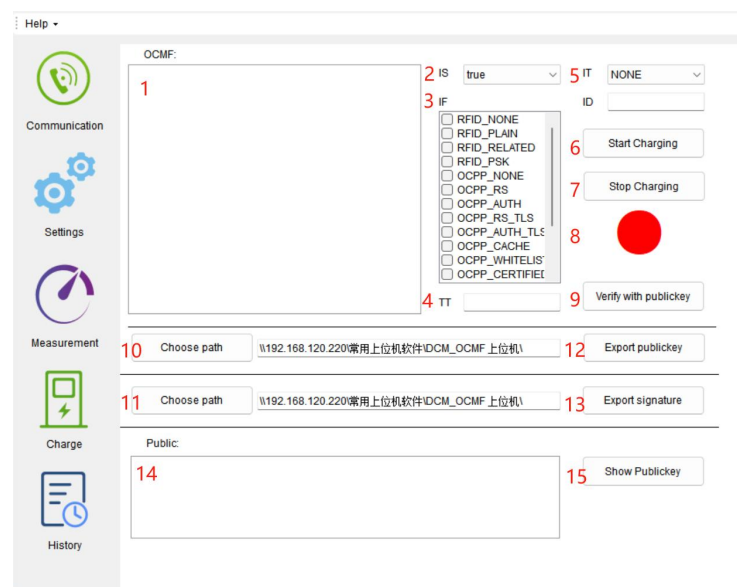 Help
OCMF:
1
2 IS true
5 IT NONE
3 IF
ID
RFID_NONE
RFID_PLAIN
RFID_RELATED
RFID_PSK
OCPP_NONE
OCPP_RS
OCPP_AUTH
OCPP_RS_TLS
OCPP_AUTH_TLS
OCPP_CACHE
OCPP_WHITELIST
OCPP_CERTIFIED
6 Start Charging
7 Stop Charging
8
4 TT
9 Verify with publickey
10 Choose path \\192.168.120.220\常用上位机软件\DCM_OCMF 上位机\ 12 Export publickey
11 Choose path \\192.168.120.220\常用上位机软件\DCM_OCMF 上位机\ 13 Export signature
Public:
14
15 Show Publickey
Communication
Settings
Measurement
Charge
History